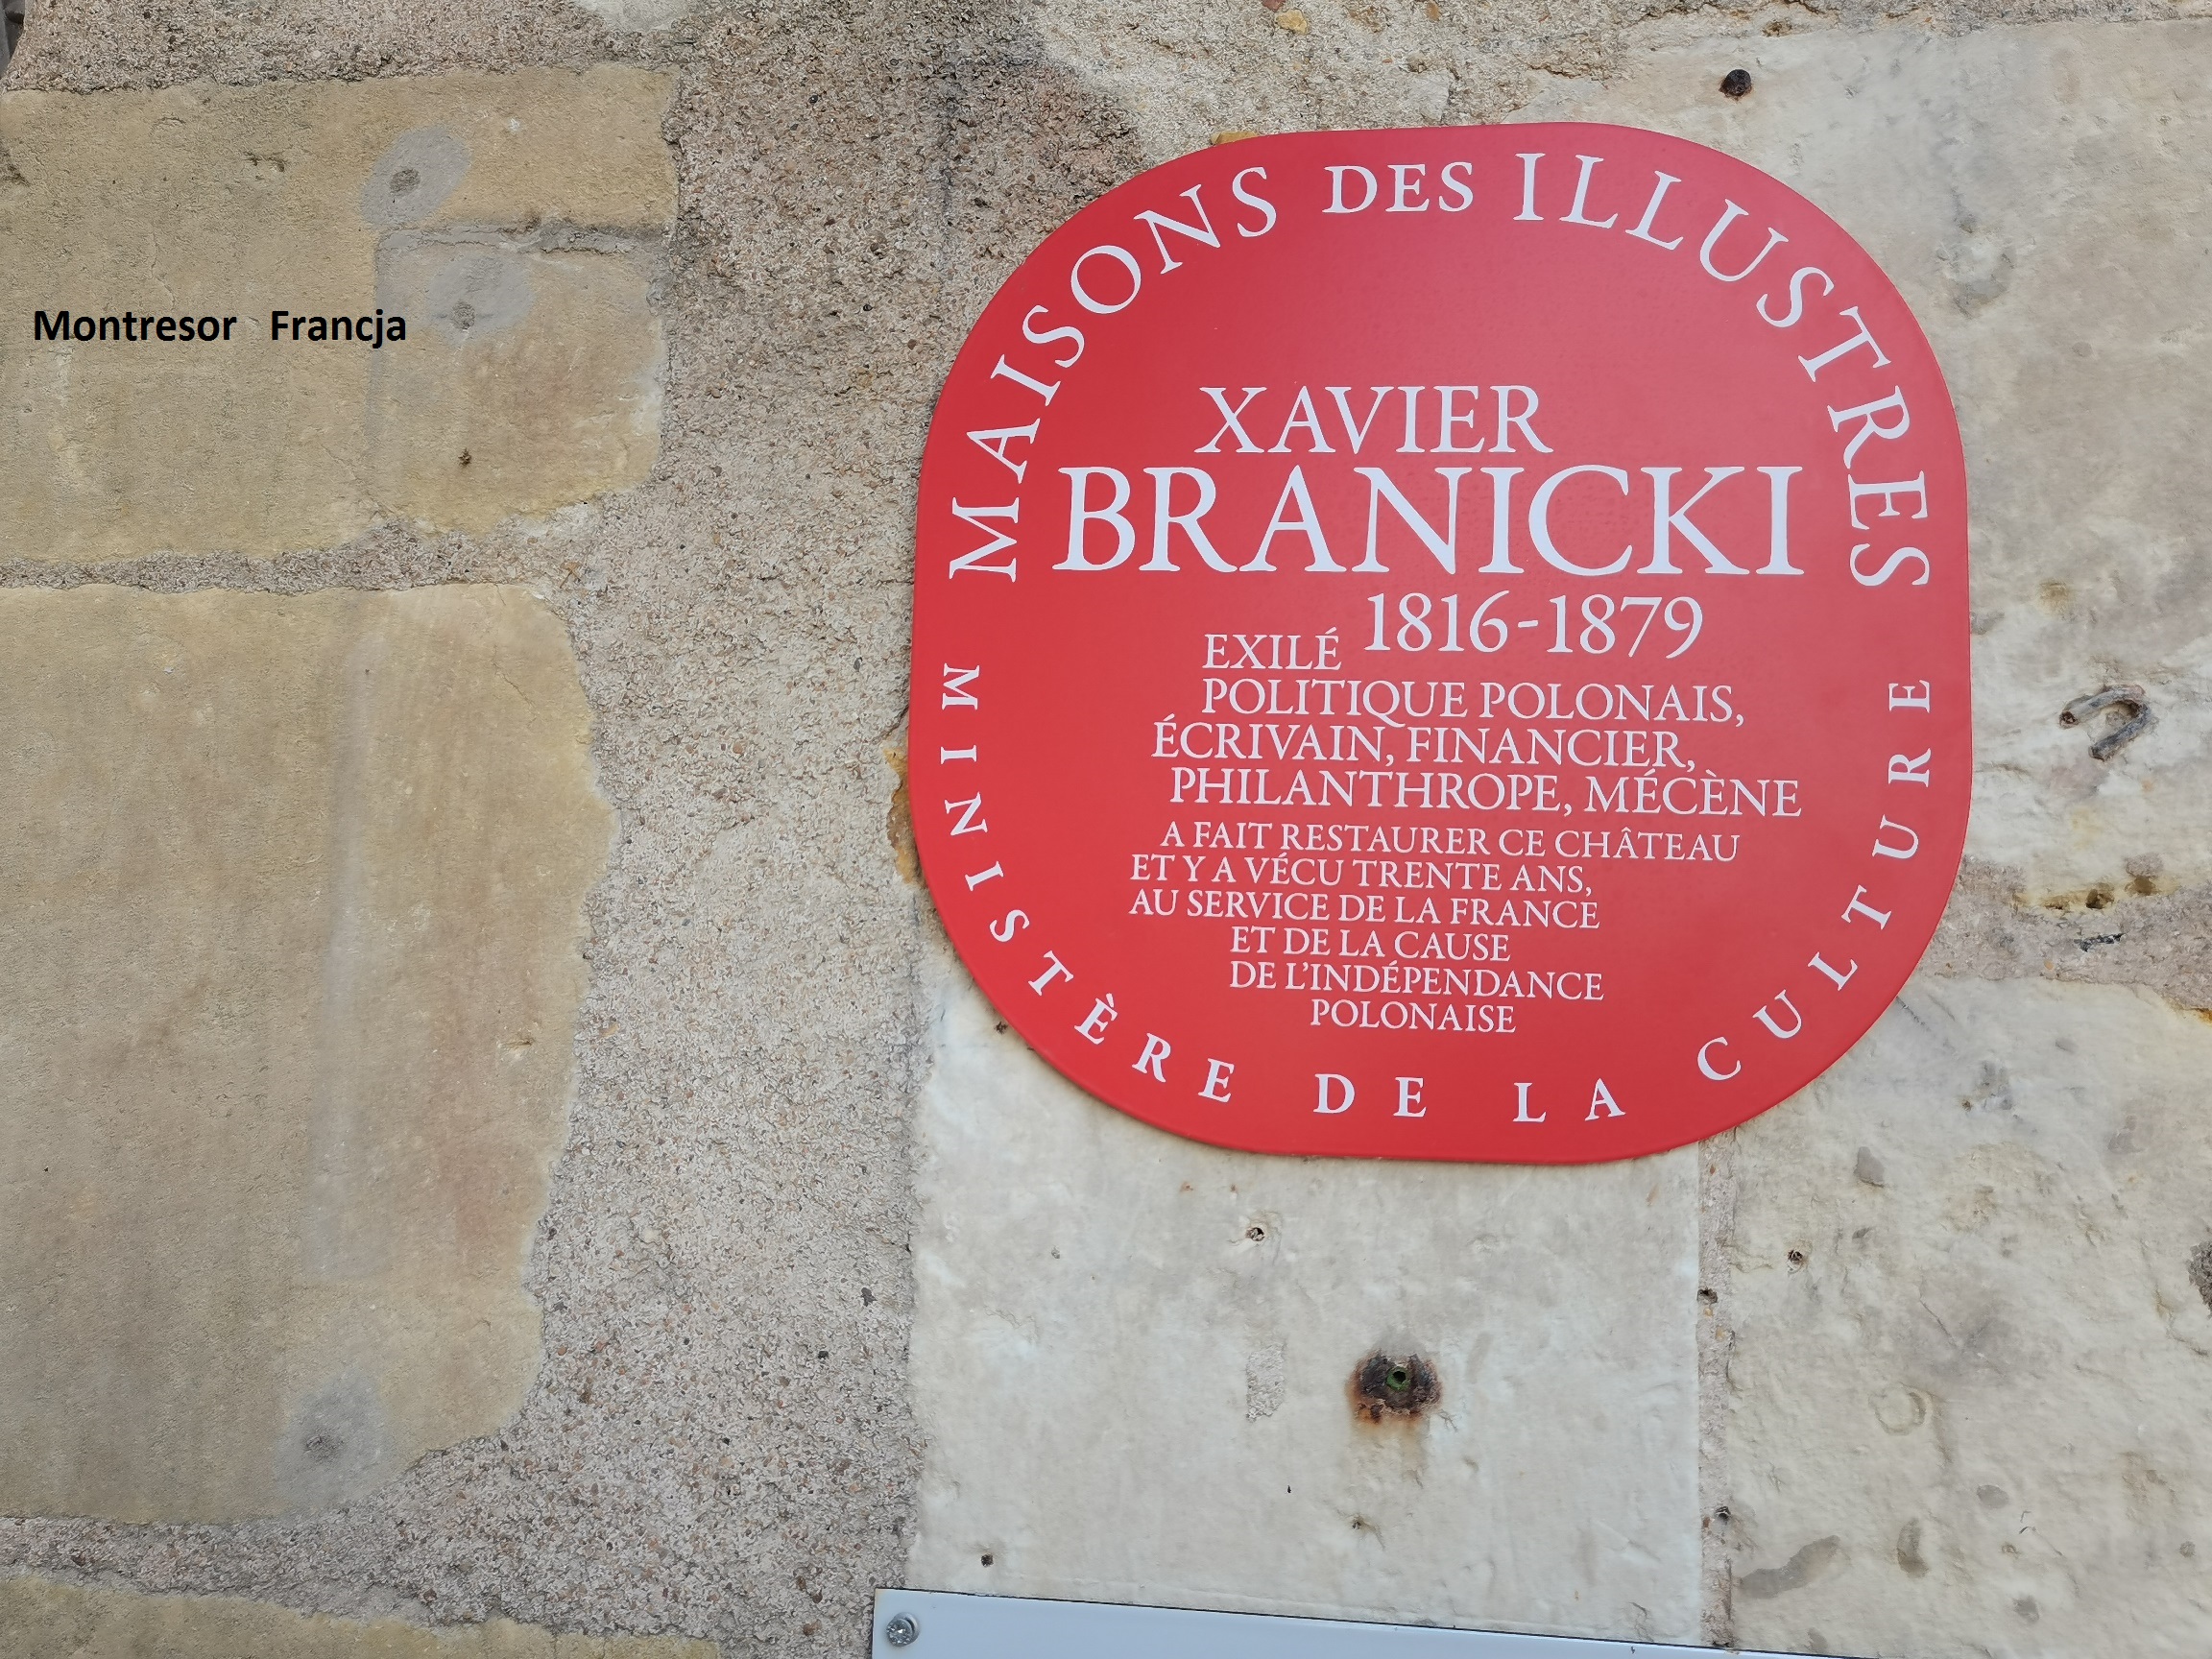 Montresor Francja
MAISONS DES ILLUSTRES
XAVIER
BRANICKI
1816-1879
EXILÉ
POLITIQUE POLONAIS,
ÉCRIVAIN, FINANCIER,
PHILANTHROPE, MÉCÈNE
A FAIT RESTAURER CE CHÂTEAU
ET Y A VÉCU TRENTE ANS,
AU SERVICE DE LA FRANCE
ET DE LA CAUSE
DE L'INDÉPENDANCE
POLONAISE
MINISTÈRE DE LA CULTURE